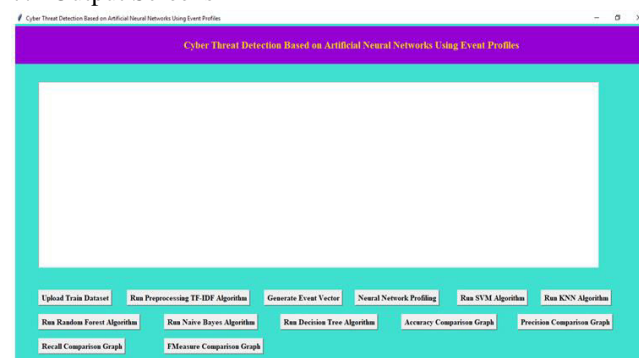 Cyber Threat Detection Based on Artificial Neural Networks Using Event Profiles
Cyber Threat Detection Based on Artificial Neural Networks Using Event Profiles
Upload Train Dataset Run Preprocessing TF-IDF Algorithm Generate Event Vector Neural Network Profiling Run SVM Algorithm Run KNN Algorithm
Run Random Forest Algorithm Run Naive Bayes Algorithm Run Decision Tree Algorithm Accuracy Comparison Graph Precision Comparison Graph
Recall Comparison Graph FMeasure Comparison Graph